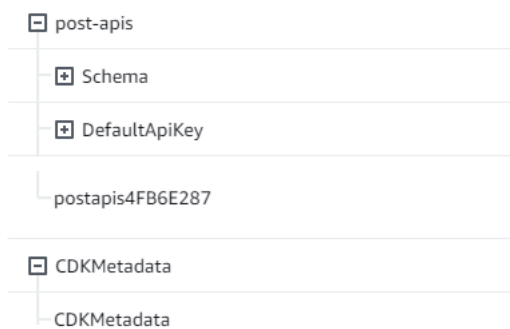 post-apis
Schema
DefaultApiKey
postapis4FB6E287
CDKMetadata
CDKMetadata